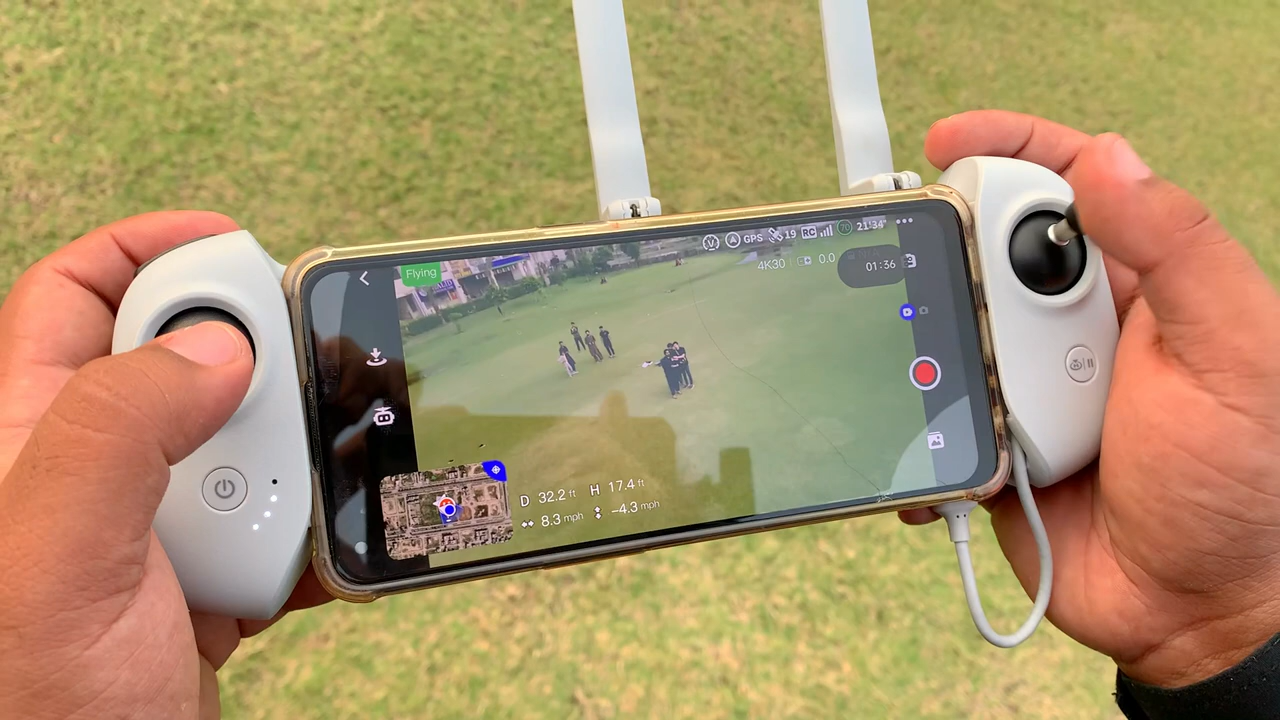 Flying
V A GPS 19 RC 70 21'34"
4K30 0.0
01:36
D 32.2 ft H 17.4 ft
8.3 mph -4.3 mph